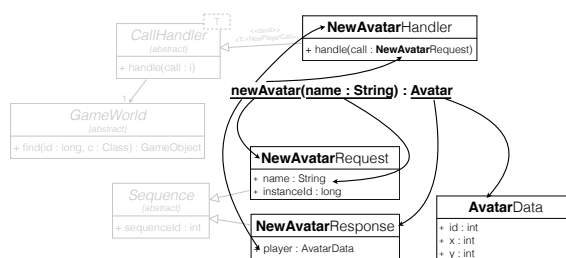 T
CallHandler
{abstract}
+ handle(call : i)
<<bind>>
NewAvatarHandler
+ handle(call : NewAvatarRequest)
1
GameWorld
{abstract}
+ find(id : long, c : Class) : GameObject
newAvatar(name : String) : Avatar
NewAvatarRequest
+ name : String
+ instanceId : long
Sequence
{abstract}
+ sequenceId : int
NewAvatarResponse
+ player : AvatarData
AvatarData
+ id : int
+ x : int
+ y : int